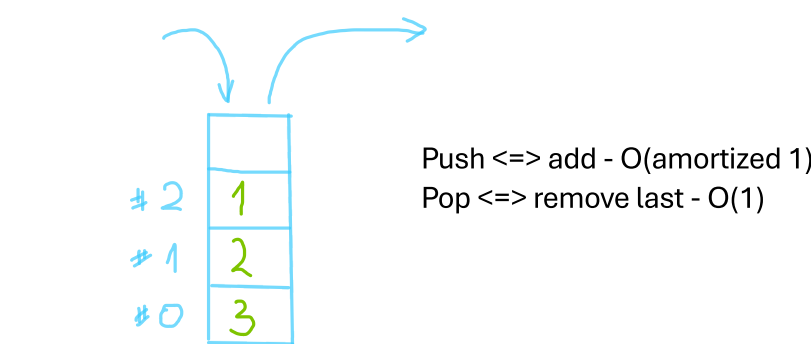 Push <=> add - O(amortized 1)
Pop <=> remove last - O(1)
#2 1
#1 2
#0 3